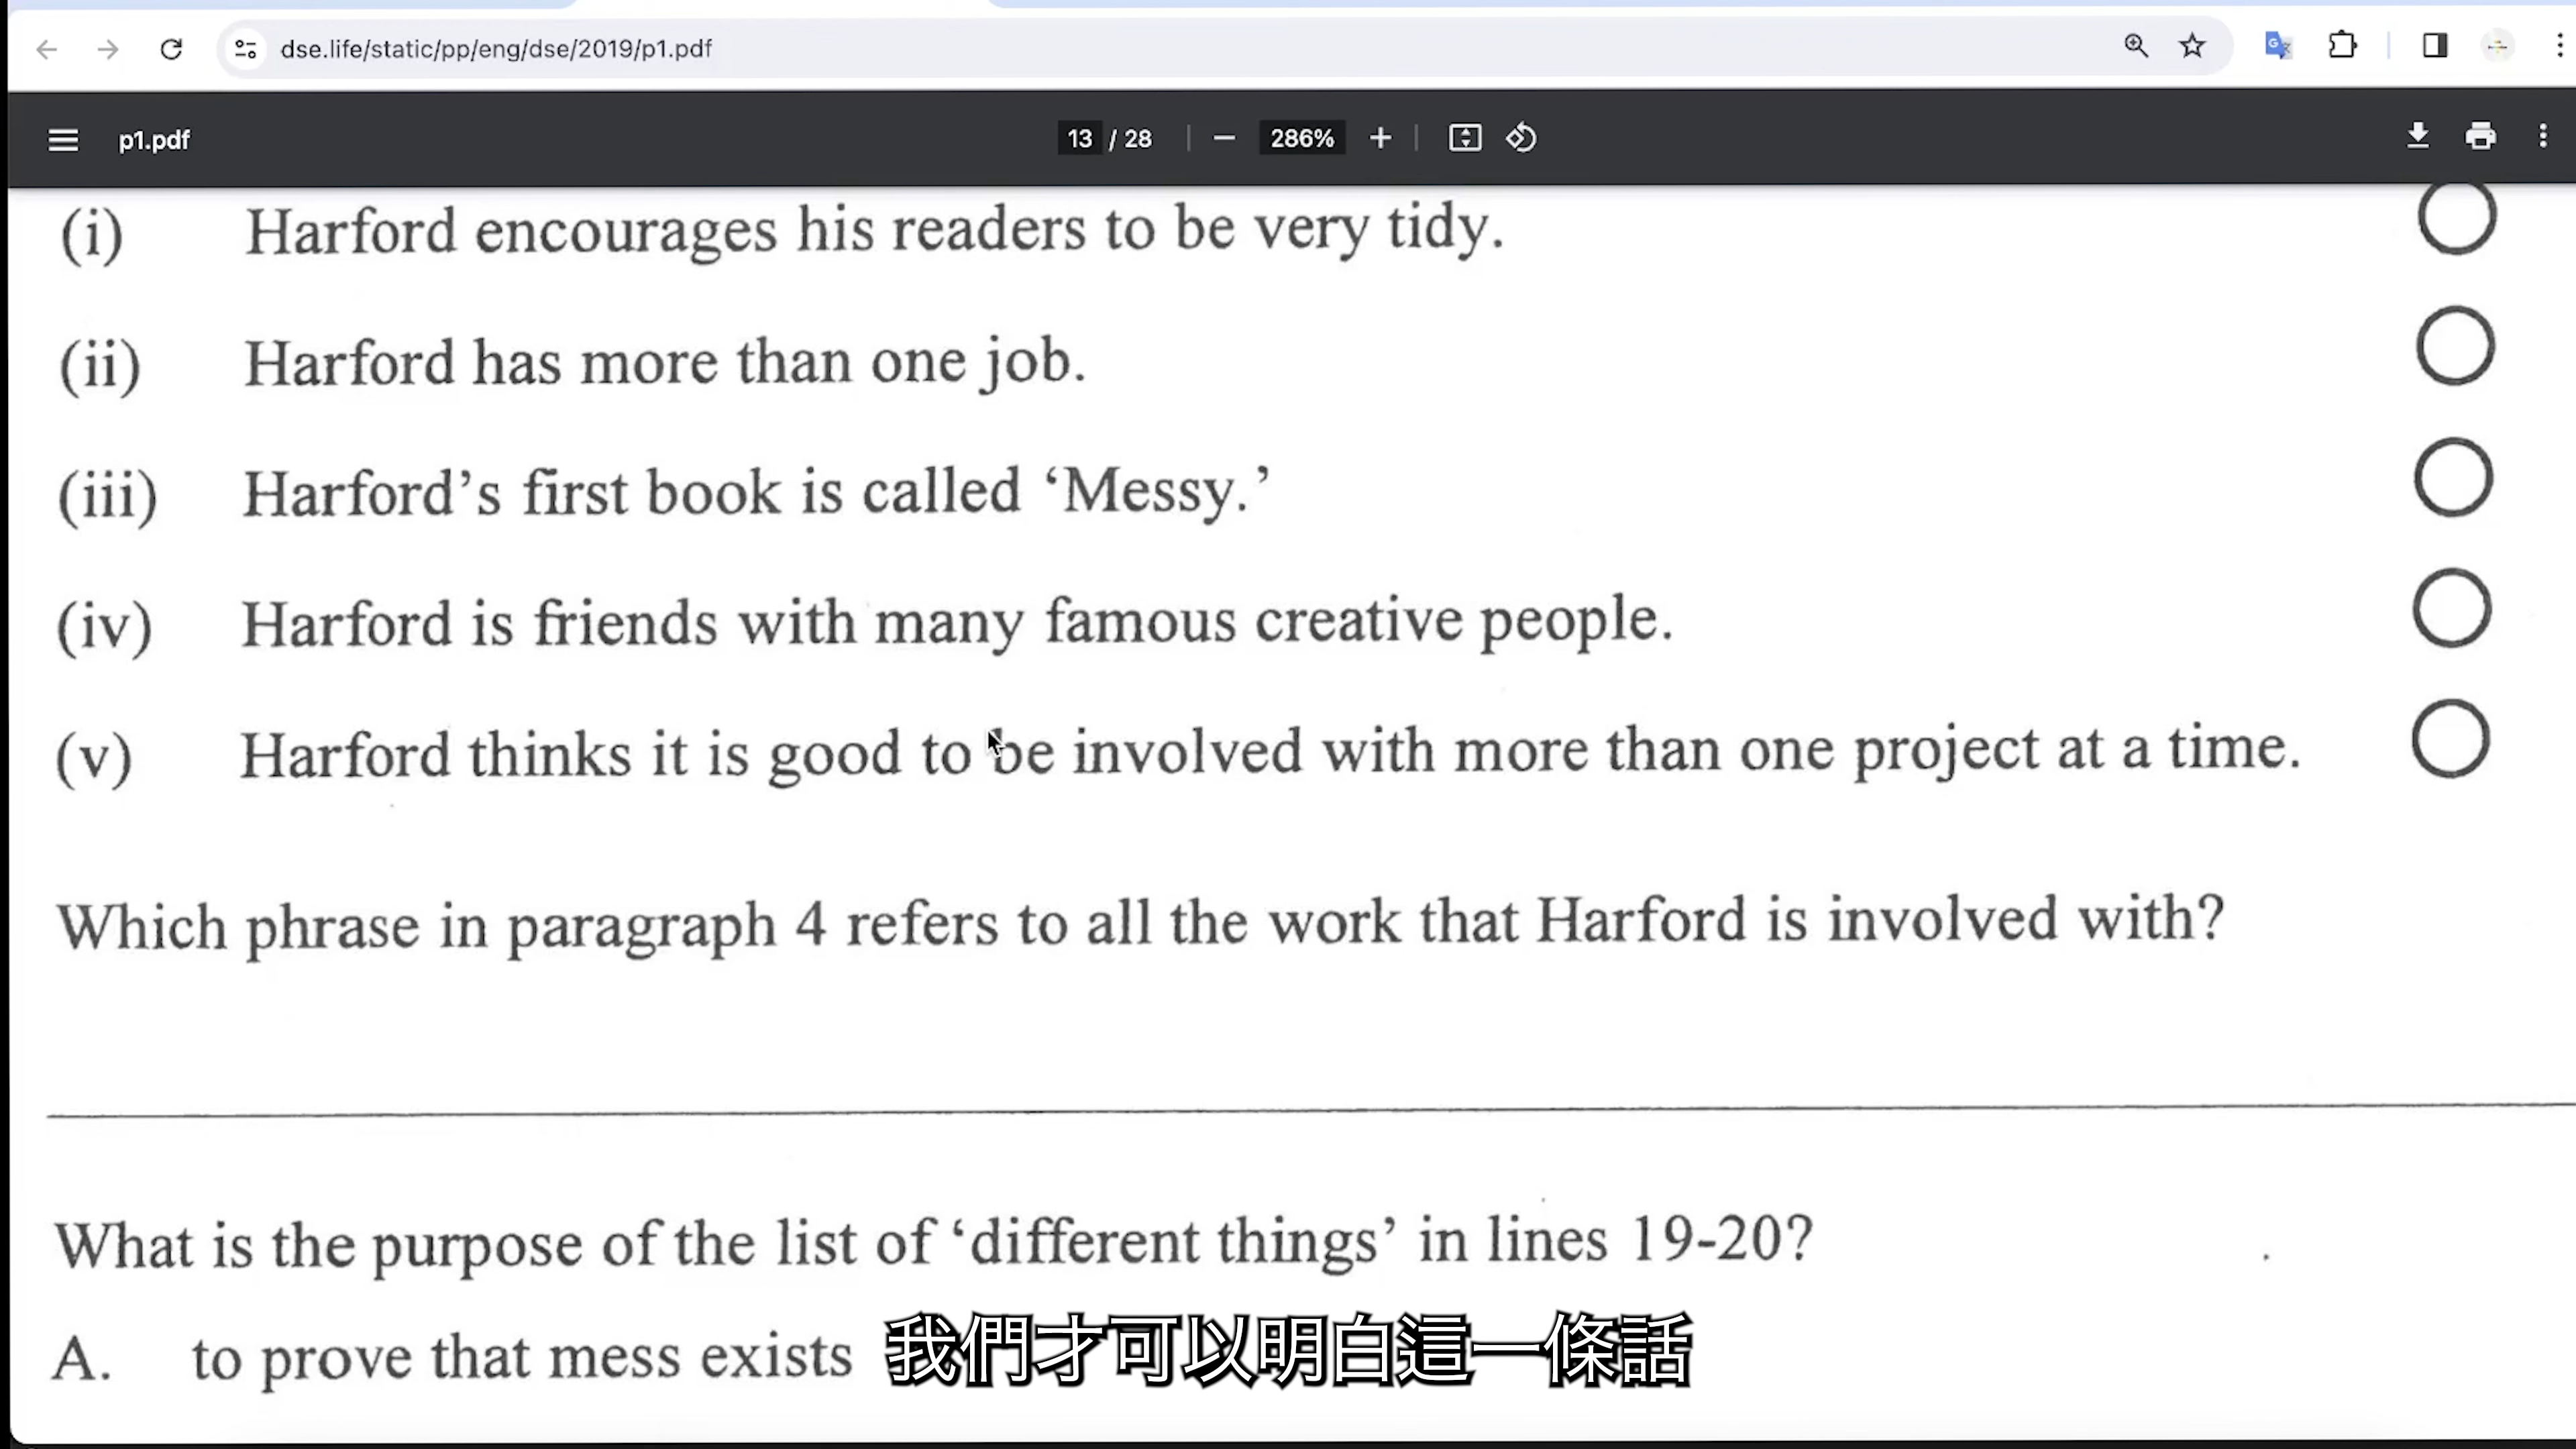 dse.life/static/pp/eng/dse/2019/p1.pdf
p1.pdf
13 / 28
286%
(i) Harford encourages his readers to be very tidy.
(ii) Harford has more than one job.
(iii) Harford’s first book is called ‘Messy.’
(iv) Harford is friends with many famous creative people.
(v) Harford thinks it is good to be involved with more than one project at a time.
Which phrase in paragraph 4 refers to all the work that Harford is involved with?
What is the purpose of the list of ‘different things’ in lines 19-20?
A. to prove that mess exists
我們才可以明白這一條話